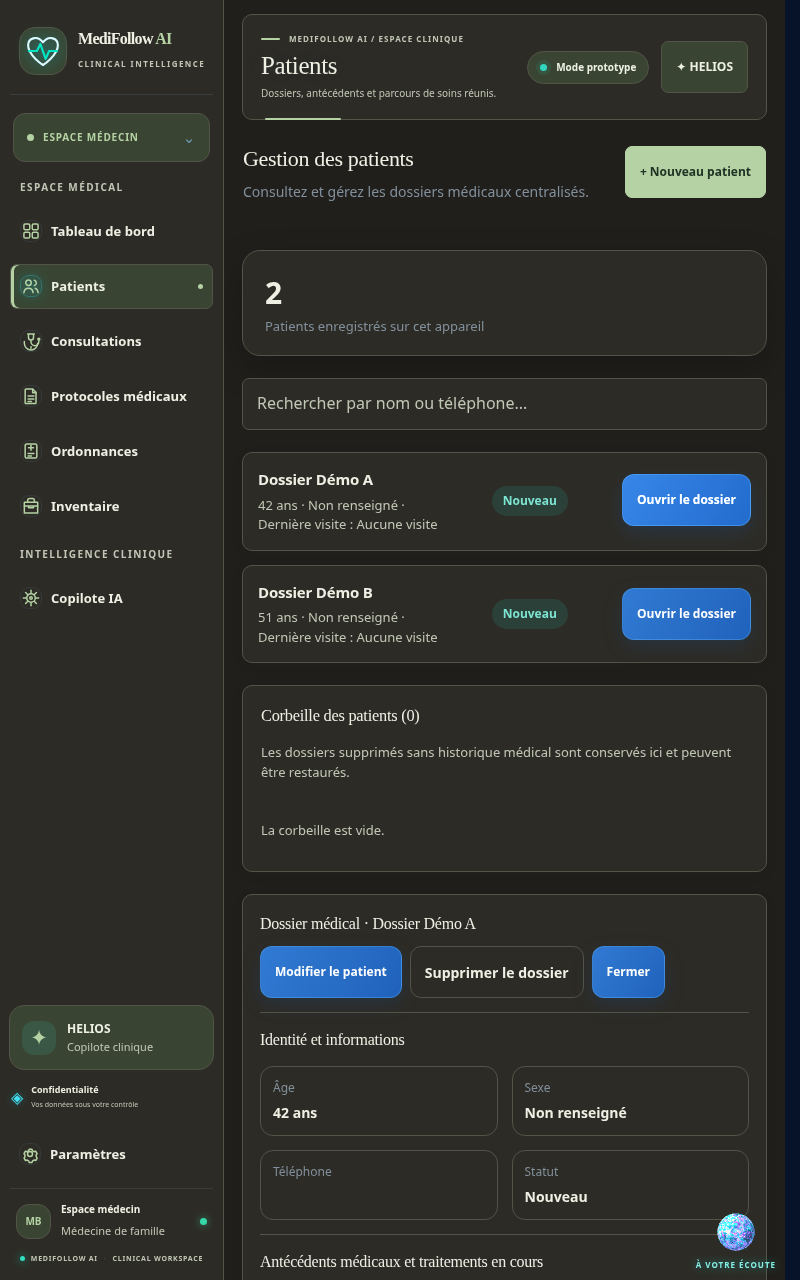 MediFollow AI
CLINICAL INTELLIGENCE
ESPACE MÉDECIN
ESPACE MÉDICAL
Tableau de bord
Patients
Consultations
Protocoles médicaux
Ordonnances
Inventaire
INTELLIGENCE CLINIQUE
Copilote IA
HELIOS
Copilote clinique
Confidentialité
Vos données sous votre contrôle
Paramètres
MB
Espace médecin
Médecine de famille
MEDIFOLLOW AI · CLINICAL WORKSPACE
MEDIFOLLOW AI / ESPACE CLINIQUE
Patients
Dossiers, antécédents et parcours de soins réunis.
Mode prototype
✦ HELIOS
Gestion des patients
Consultez et gérez les dossiers médicaux centralisés.
+ Nouveau patient
2
Patients enregistrés sur cet appareil
Rechercher par nom ou téléphone...
Dossier Démo A
42 ans · Non renseigné ·
Dernière visite : Aucune visite
Nouveau
Ouvrir le dossier
Dossier Démo B
51 ans · Non renseigné ·
Dernière visite : Aucune visite
Nouveau
Ouvrir le dossier
Corbeille des patients (0)
Les dossiers supprimés sans historique médical sont conservés ici et peuvent
être restaurés.
La corbeille est vide.
Dossier médical · Dossier Démo A
Modifier le patient
Supprimer le dossier
Fermer
Identité et informations
Âge
42 ans
Sexe
Non renseigné
Téléphone
Statut
Nouveau
Antécédents médicaux et traitements en cours
À VOTRE ÉCOUTE